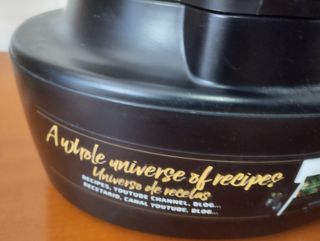 A whole universe of recipes
Universo de recetas
RECIPES, YOUTUBE CHANNEL, BLOG...
RECETARIO, CANAL YOUTUBE, BLOG...